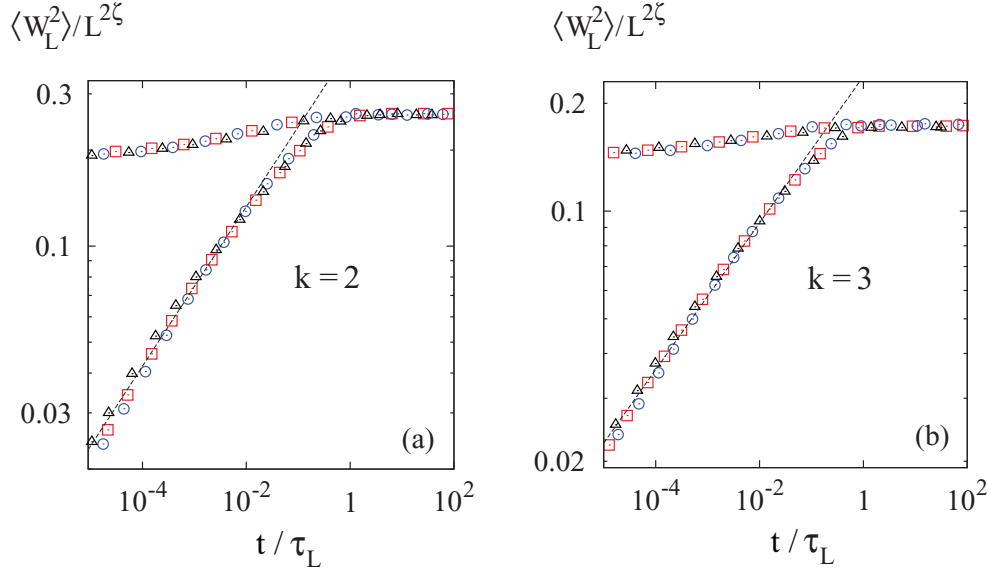 ⟨W_L^2⟩/L^{2ζ}
0.3
0.1
0.03
k = 2
(a)
10^{-4}
10^{-2}
1
10^2
t / τ_L
⟨W_L^2⟩/L^{2ζ}
0.2
0.1
0.02
k = 3
(b)
10^{-4}
10^{-2}
1
10^2
t / τ_L